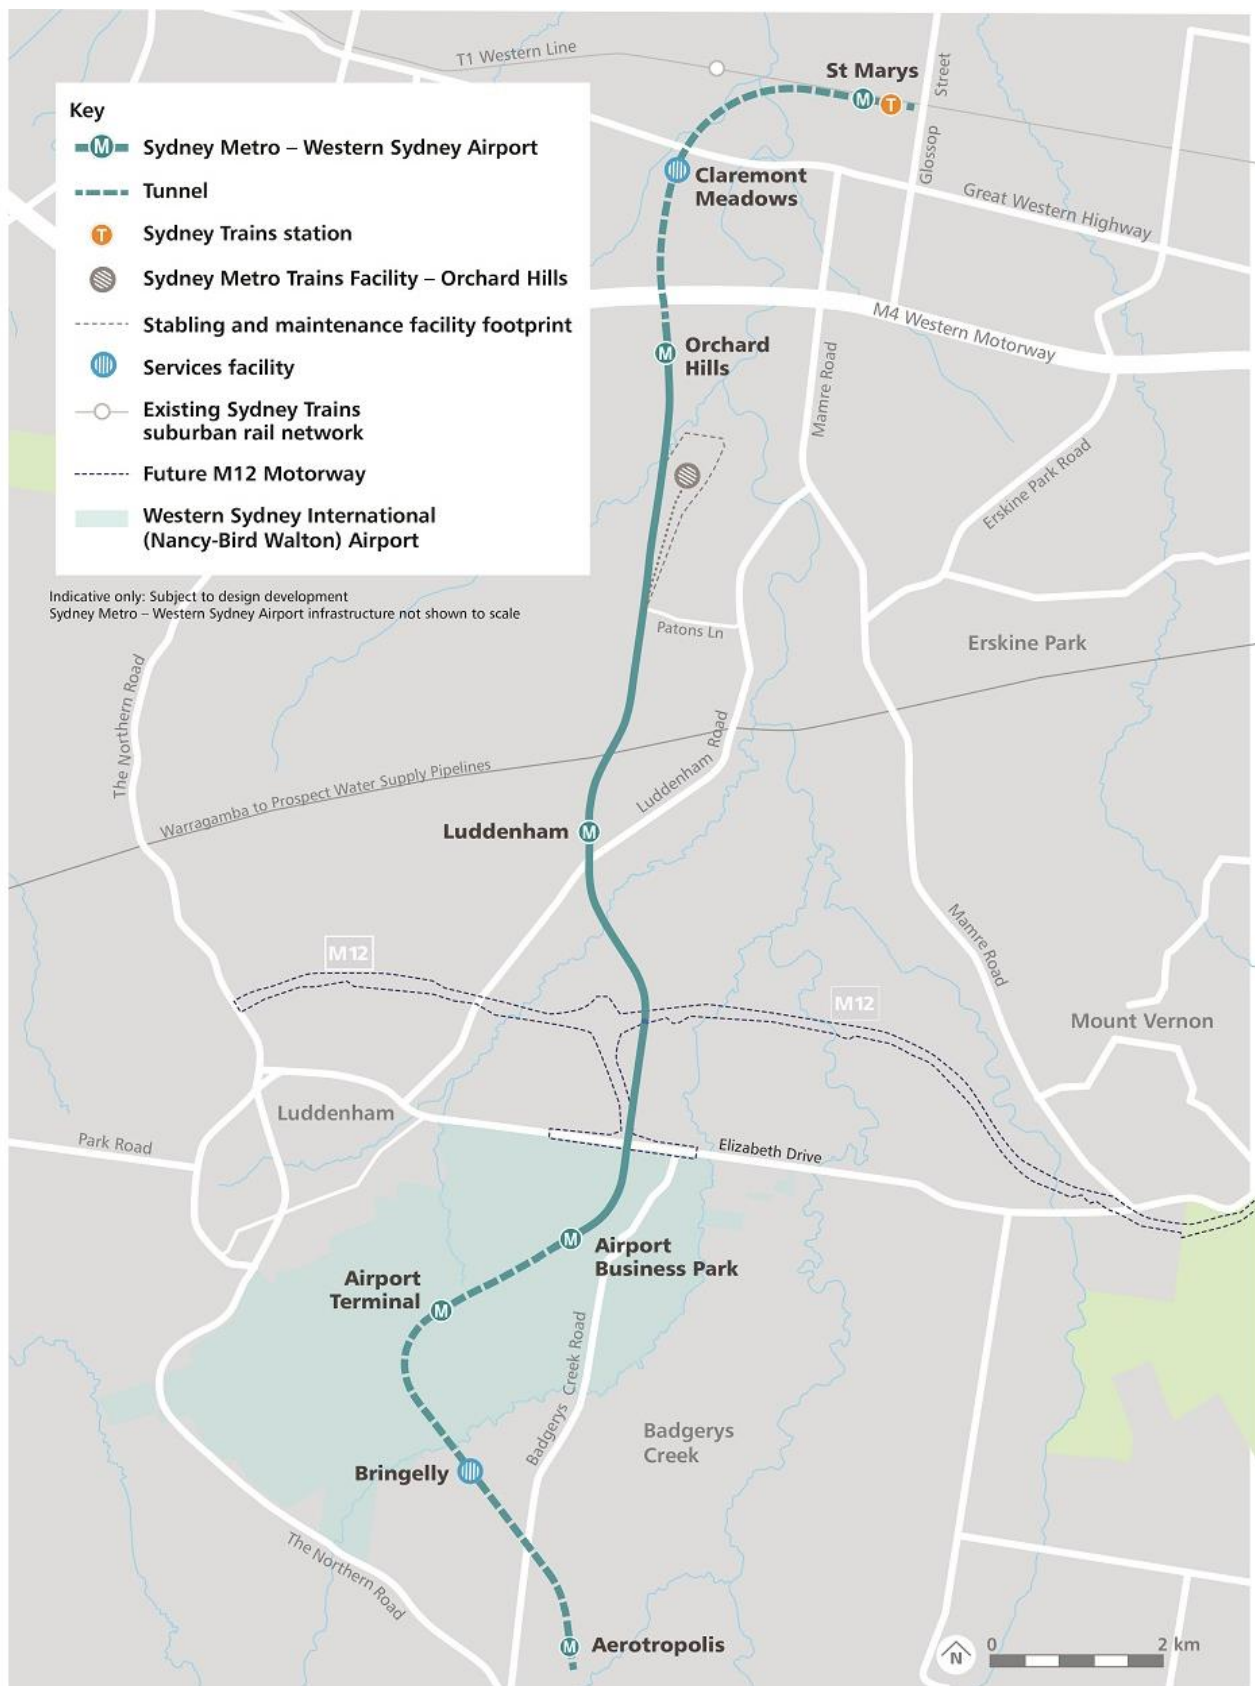 T1 Western Line
St Marys
M
T
Street
Glossop
Key
M
Sydney Metro – Western Sydney Airport
Tunnel
T
Sydney Trains station
Sydney Metro Trains Facility – Orchard Hills
Stabling and maintenance facility footprint
Services facility
Existing Sydney Trains
suburban rail network
Future M12 Motorway
Western Sydney International
(Nancy-Bird Walton) Airport
Indicative only: Subject to design development
Sydney Metro – Western Sydney Airport infrastructure not shown to scale
Claremont
Meadows
Great Western Highway
M4 Western Motorway
M
Orchard
Hills
Mamre Road
Erskine Park Road
Patons Ln
Erskine Park
The Northern Road
Luddenham Road
Warragamba to Prospect Water Supply Pipelines
Luddenham
M
Mamre Road
M12
M12
Mount Vernon
Luddenham
Park Road
Elizabeth Drive
M
Airport
Business Park
Airport
Terminal
M
Badgerys Creek Road
Badgerys
Creek
Bringelly
The Northern Road
M
Aerotropolis
N
0
2 km